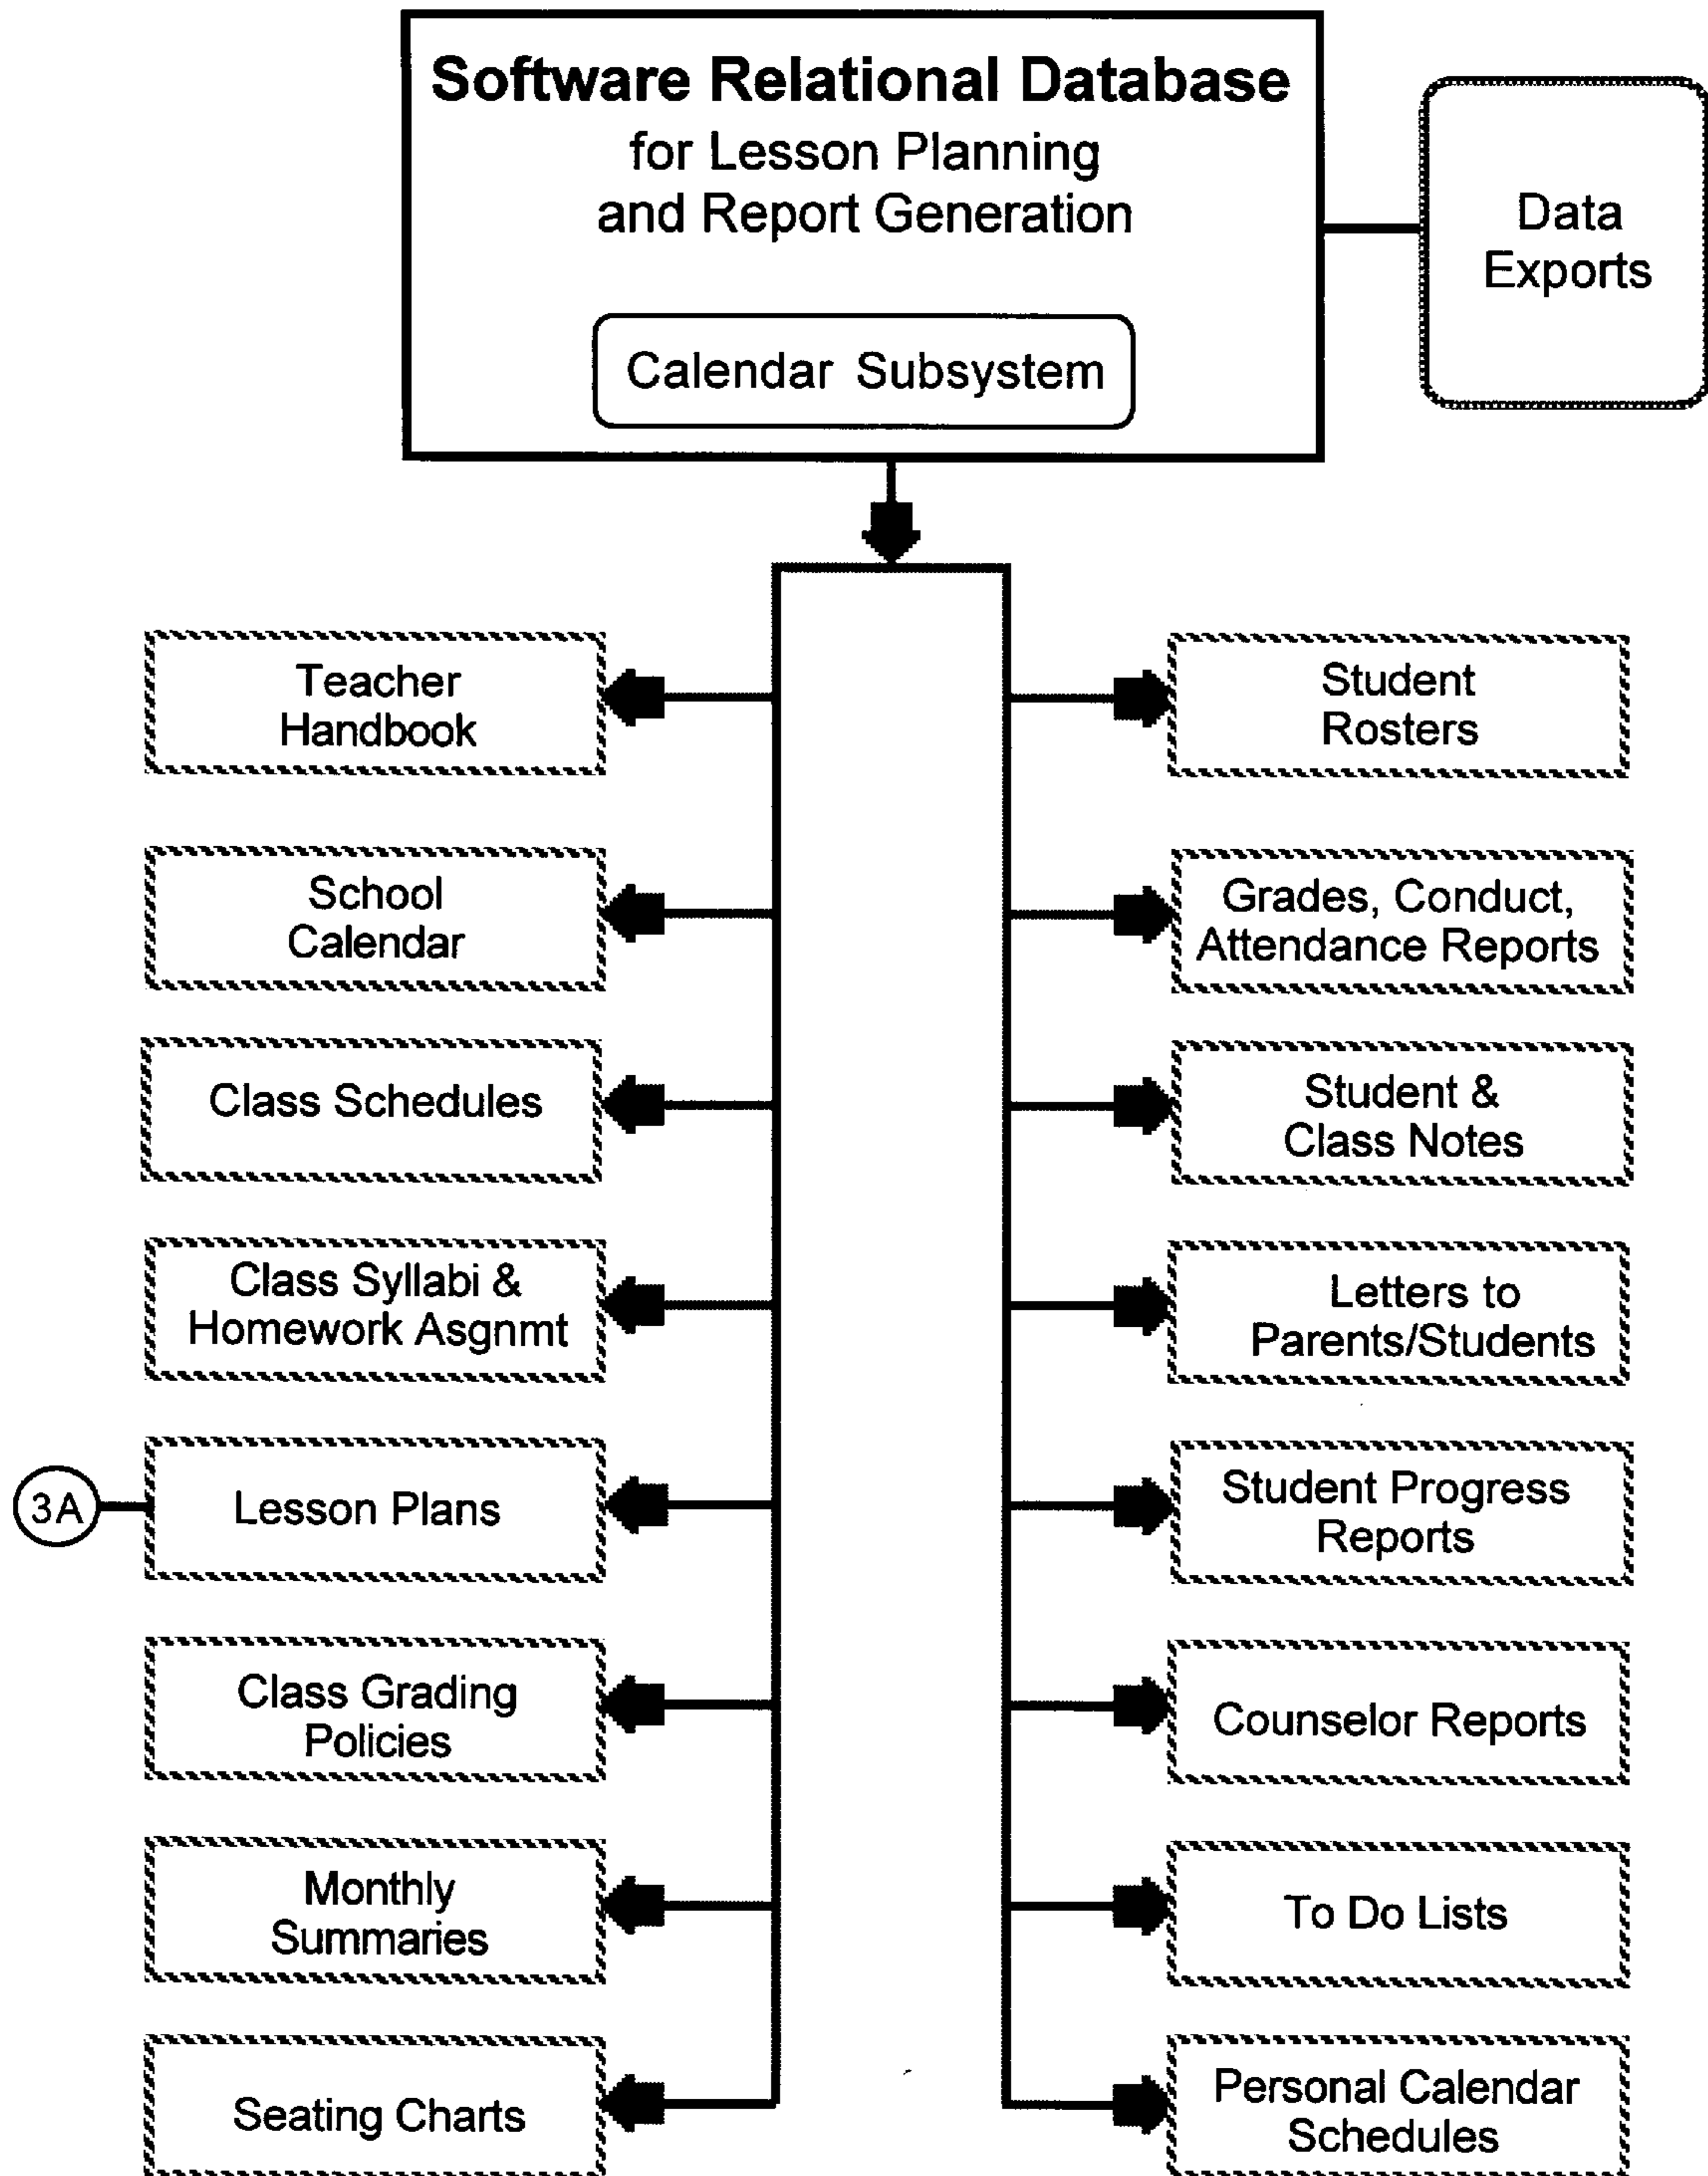 Software Relational Database
for Lesson Planning
and Report Generation
Calendar Subsystem
Data
Exports
Teacher
Handbook
Student
Rosters
School
Calendar
Grades, Conduct,
Attendance Reports
Class Schedules
Student &
Class Notes
Class Syllabi &
Homework Asgnmt
Letters to
Parents/Students
3A
Lesson Plans
Student Progress
Reports
Class Grading
Policies
Counselor Reports
Monthly
Summaries
To Do Lists
Seating Charts
Personal Calendar
Schedules